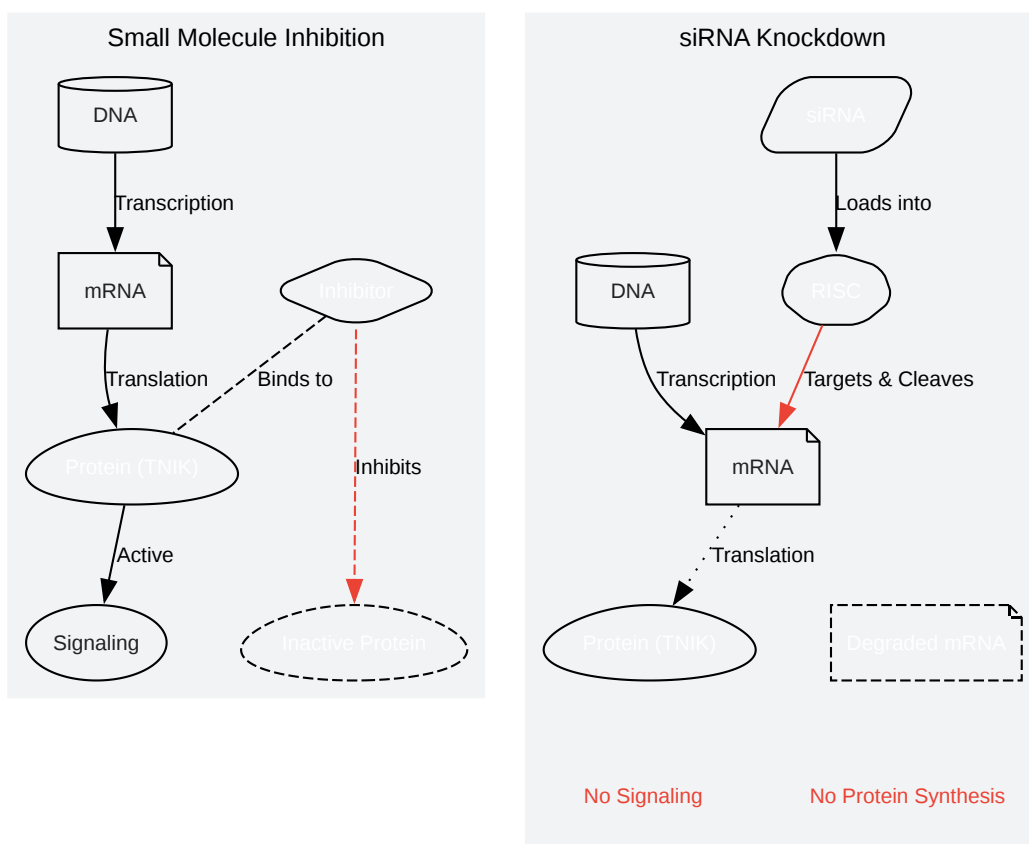 Small Molecule Inhibition
DNA
Transcription
mRNA
Inhibitor
Translation
Binds to
Protein (TNIK)
Inhibits
Active
Signaling
Inactive Protein
siRNA Knockdown
siRNA
Loads into
DNA
RISC
Transcription
Targets & Cleaves
mRNA
Translation
Protein (TNIK)
Degraded mRNA
No Signaling
No Protein Synthesis